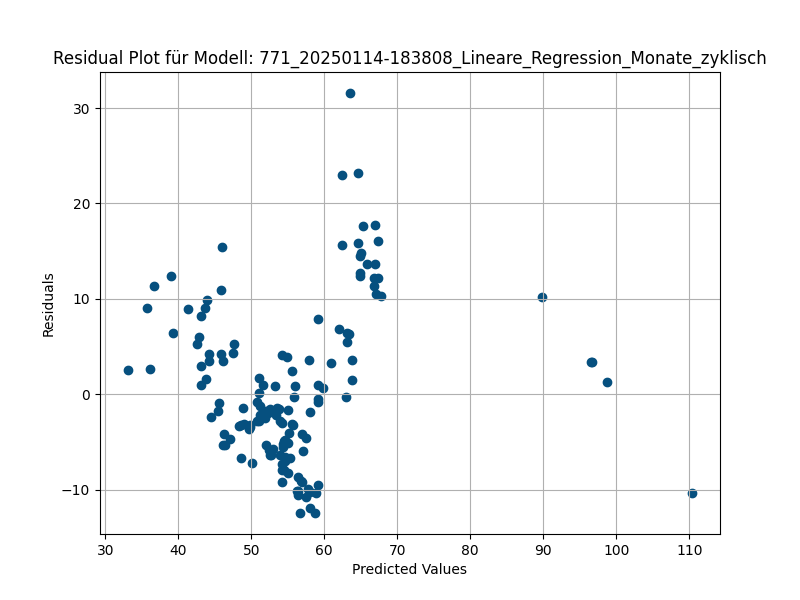 Residual Plot für Modell: 771_20250114-183808_Lineare_Regression_Monate_zyklisch
30
20
10
0
−10
Residuals
30 40 50 60 70 80 90 100 110
Predicted Values